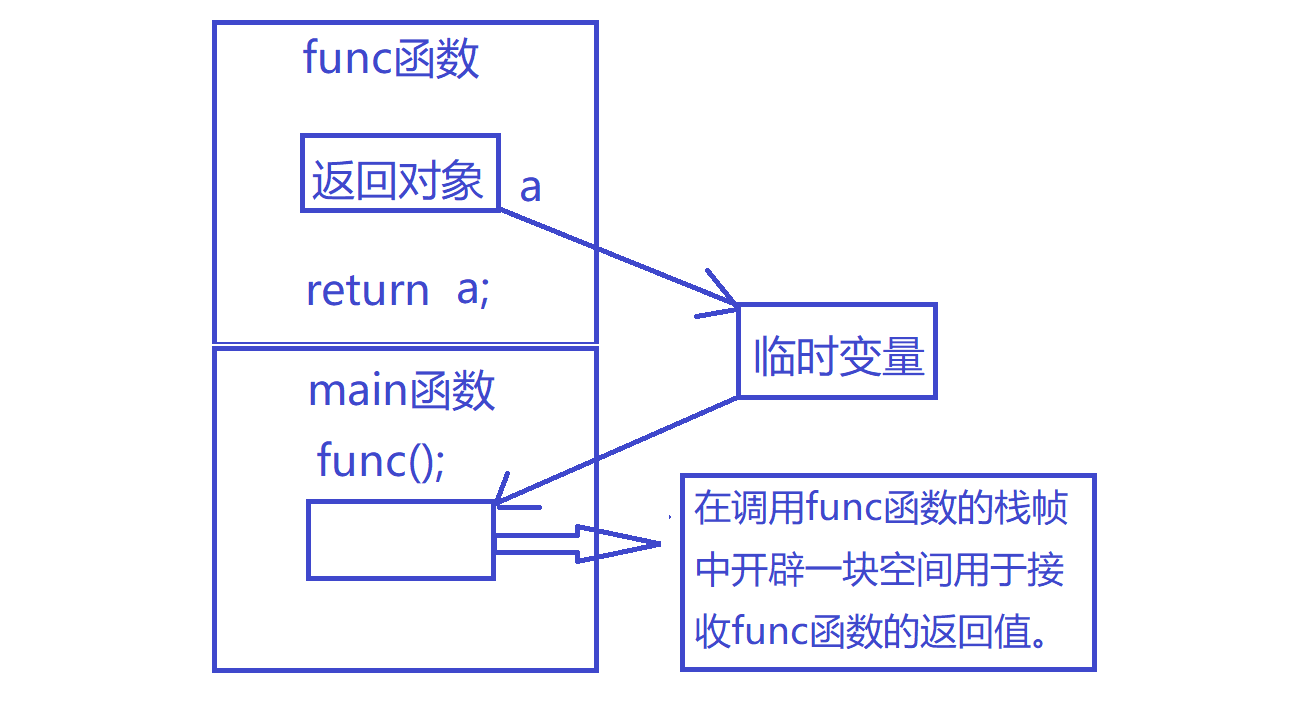 func函数
返回对象 a
return a;
临时变量
main函数
func();
在调用func函数的栈帧
中开辟一块空间用于接
收func函数的返回值。